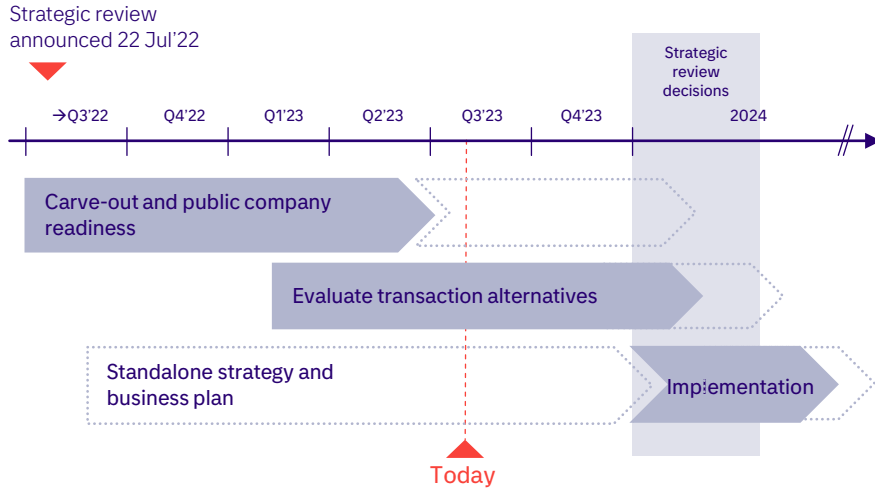 Strategic review
announced 22 Jul'22
Strategic
review
decisions
→Q3'22 Q4'22 Q1'23 Q2'23 Q3'23 Q4'23 2024
Carve-out and public company
readiness
Evaluate transaction alternatives
Standalone strategy and
business plan
Implementation
Today